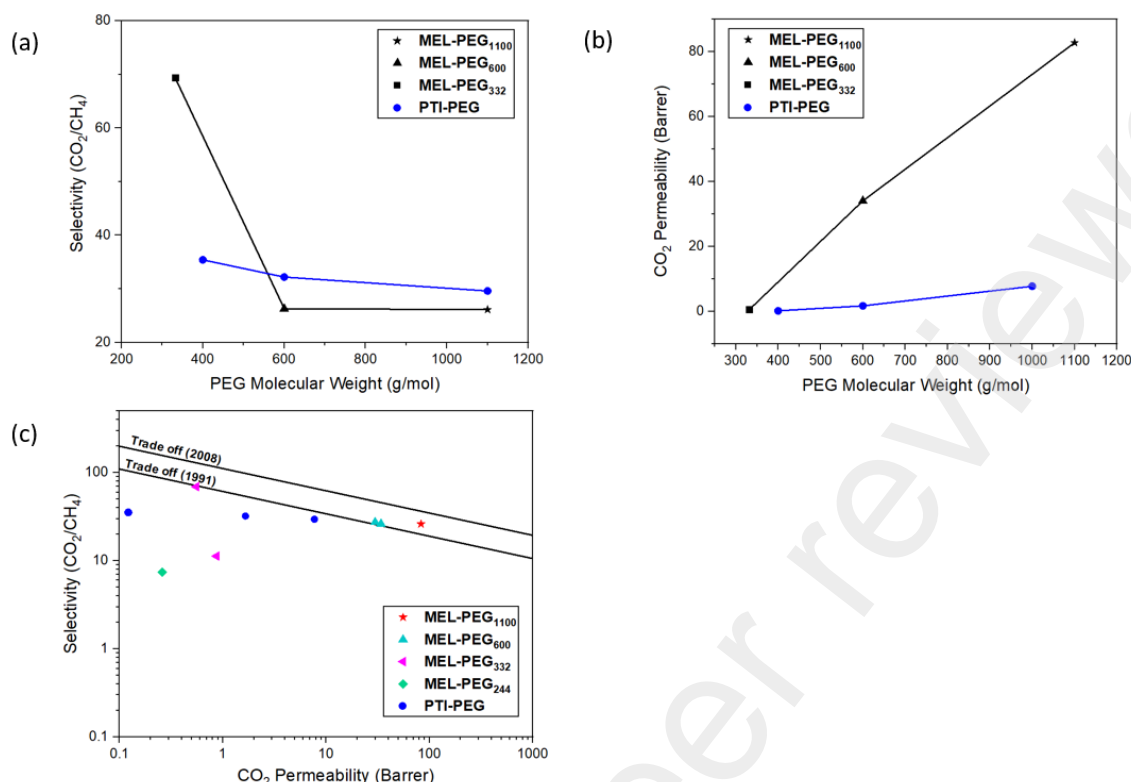 (a)
Selectivity (CO₂/CH₄)
80
60
40
20
200 400 600 800 1000 1200
PEG Molecular Weight (g/mol)
MEL-PEG₁₁₀₀
MEL-PEG₆₀₀
MEL-PEG₃₃₂
PTI-PEG
(b)
CO₂ Permeability (Barrer)
80
60
40
20
0
300 400 500 600 700 800 900 1000 1100 1200
PEG Molecular Weight (g/mol)
MEL-PEG₁₁₀₀
MEL-PEG₆₀₀
MEL-PEG₃₃₂
PTI-PEG
(c)
Selectivity (CO₂/CH₄)
100
10
1
0.1
0.1 1 10 100 1000
CO₂ Permeability (Barrer)
Trade off (2008)
Trade off (1991)
MEL-PEG₁₁₀₀
MEL-PEG₆₀₀
MEL-PEG₃₃₂
MEL-PEG₂₄₄
PTI-PEG
er review